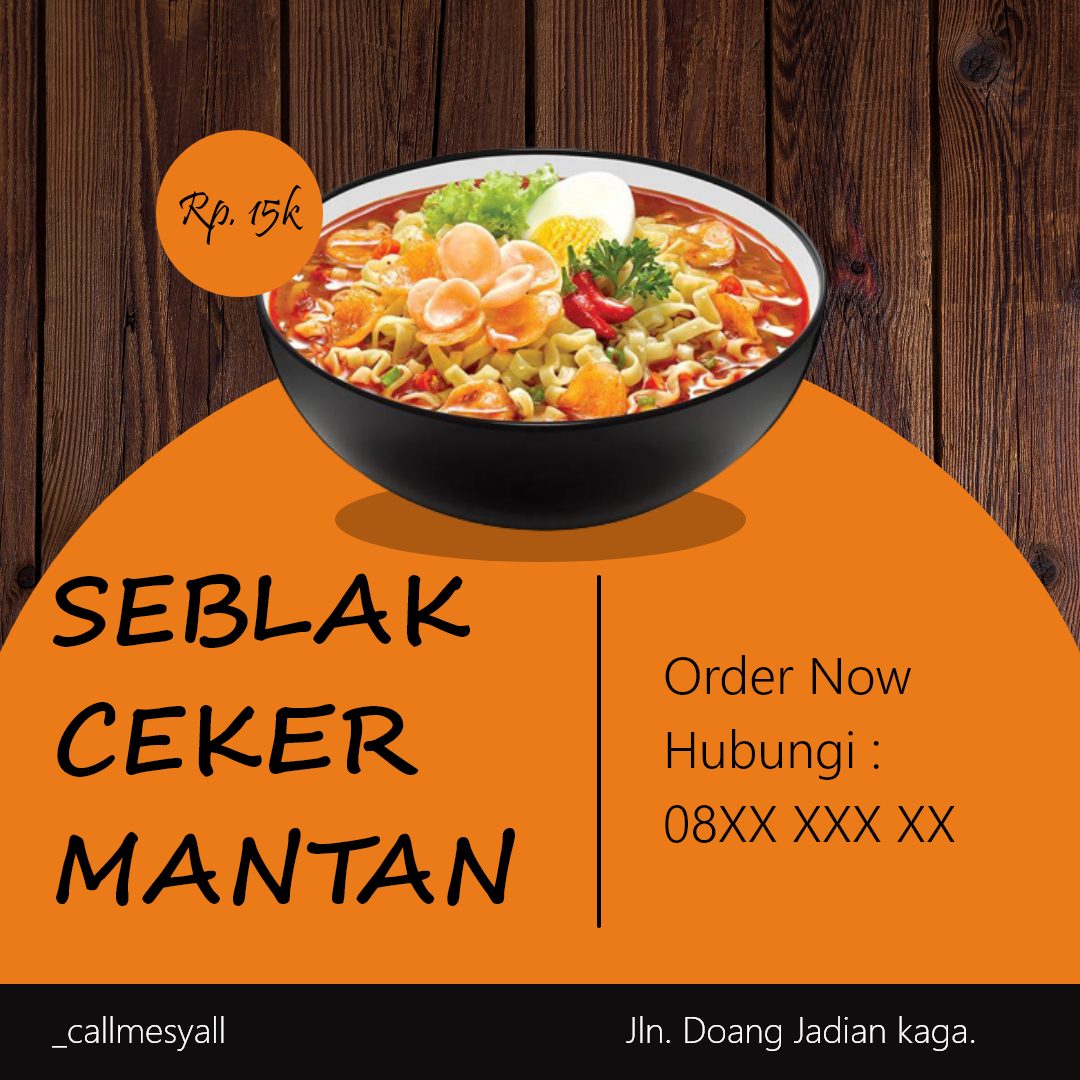 Rp. 15k
SEBLAK
CEKER
MANTAN
Order Now
Hubungi :
08XX XXX XX
_callmesyall
Jln. Doang Jadian kaga.